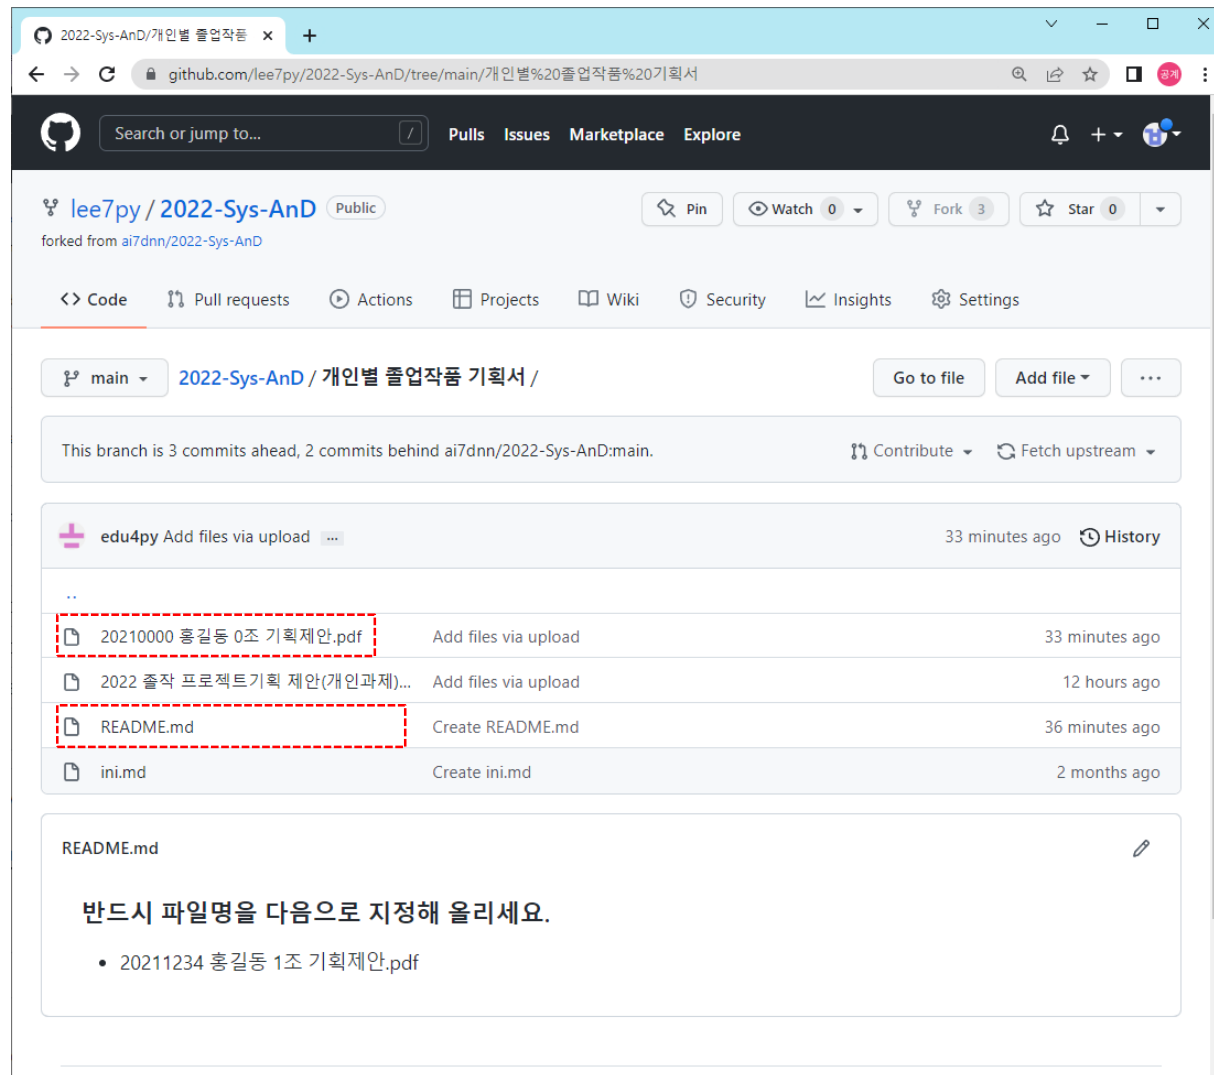 2022-Sys-AnD/개인별 졸업작품
github.com/lee7py/2022-Sys-AnD/tree/main/개인별%20졸업작품%20기획서 공개
Search or jump to... / Pulls Issues Marketplace Explore
lee7py / 2022-Sys-AnD Public Pin Watch 0 Fork 3 Star 0
forked from ai7dnn/2022-Sys-AnD
Code Pull requests Actions Projects Wiki Security Insights Settings
main 2022-Sys-AnD / 개인별 졸업작품 기획서 / Go to file Add file ...
This branch is 3 commits ahead, 2 commits behind ai7dnn/2022-Sys-AnD:main. Contribute Fetch upstream
edu4py Add files via upload ... 33 minutes ago History
..
20210000 홍길동 0조 기획제안.pdf Add files via upload 33 minutes ago
2022 졸작 프로젝트기획 제안(개인과제)... Add files via upload 12 hours ago
README.md Create README.md 36 minutes ago
ini.md Create ini.md 2 months ago
README.md
반드시 파일명을 다음으로 지정해 올리세요.
• 20211234 홍길동 1조 기획제안.pdf